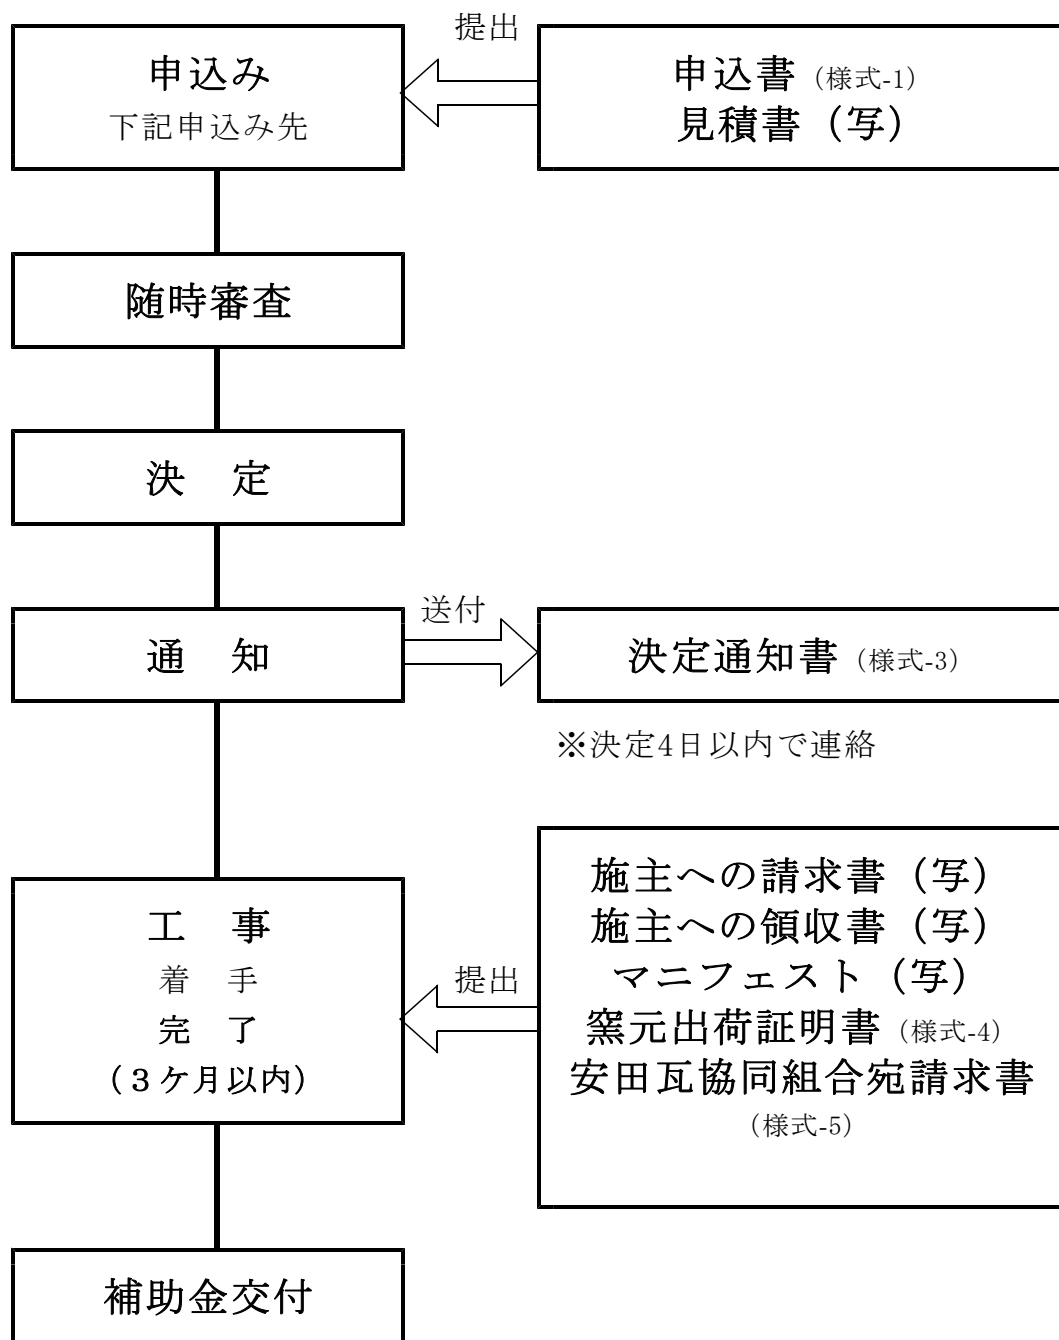 提出
申込み
下記申込み先
申込書（様式-1）
見積書（写）
随時審査
決　定
通　知
送付
決定通知書（様式-3）
※決定4日以内で連絡
工　事
着　手
完　了
（３ケ月以内）
提出
施主への請求書（写）
施主への領収書（写）
マニフェスト（写）
窯元出荷証明書（様式-4）
安田瓦協同組合宛請求書
（様式-5）
補助金交付